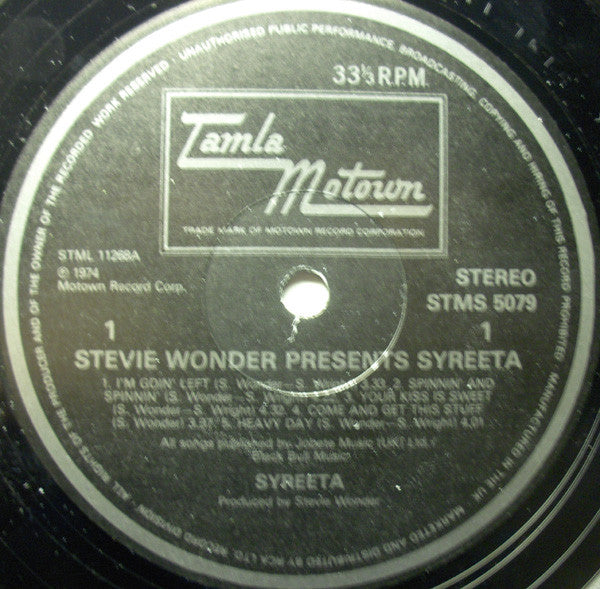 33⅓ RPM
Tamla
Motown
TRADE MARK OF MOTOWN RECORD CORPORATION
STML 11268A
℗ 1974
Motown Record Corp.
STEREO
STMS 5079
1
1
STEVIE WONDER PRESENTS SYREETA
1. I'M GOIN' LEFT (S. Wonder—S. Wright) 3.33. 2. SPINNIN' AND
SPINNIN' (S. Wonder—S. Wright) 3. YOUR KISS IS SWEET
(S. Wonder—S. Wright) 4.32. 4. COME AND GET THIS STUFF
(S. Wonder) 3.37. 5. HEAVY DAY (S. Wonder—S. Wright) 4.01
All songs published by Jobete Music (UK) Ltd./
Black Bull Music
SYREETA
Produced by Stevie Wonder
ALL RIGHTS OF THE PRODUCER AND OF THE OWNER OF THE RECORDED WORK RESERVED · UNAUTHORISED PUBLIC PERFORMANCE, BROADCASTING, COPYING AND HIRING OF THIS RECORD PROHIBITED
MANUFACTURED IN THE UK
MARKETED AND DISTRIBUTED BY RCA LTD. RECORD DIVISION